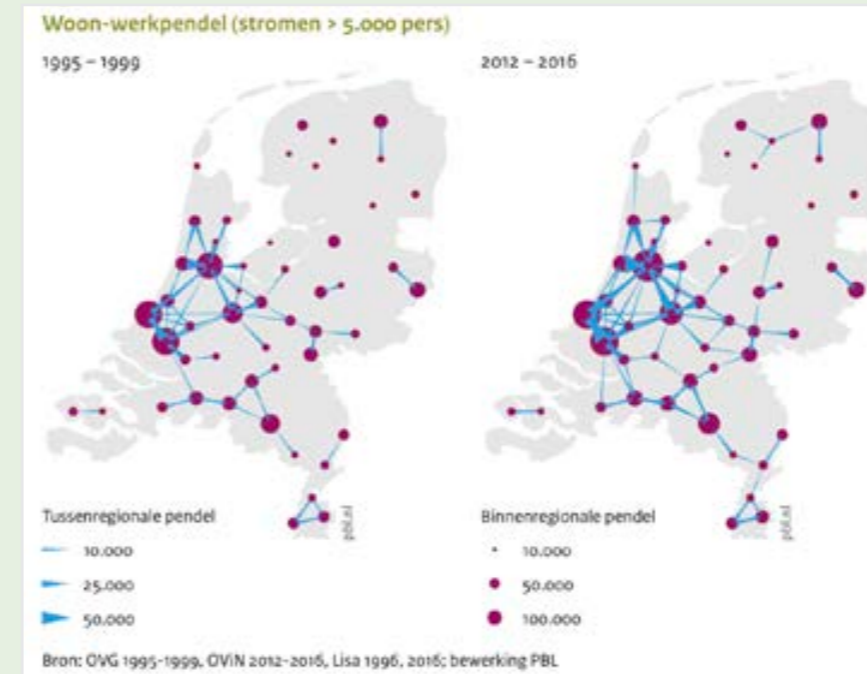 Woon-werkpendel (stromen > 5.000 pers)
1995 – 1999
2012 – 2016
Tussenregionale pendel
10.000
25.000
50.000
pbl.nl
Binnenregionale pendel
10.000
50.000
100.000
pbl.nl
Bron: OVG 1995-1999, OViN 2012-2016, Lisa 1996, 2016; bewerking PBL